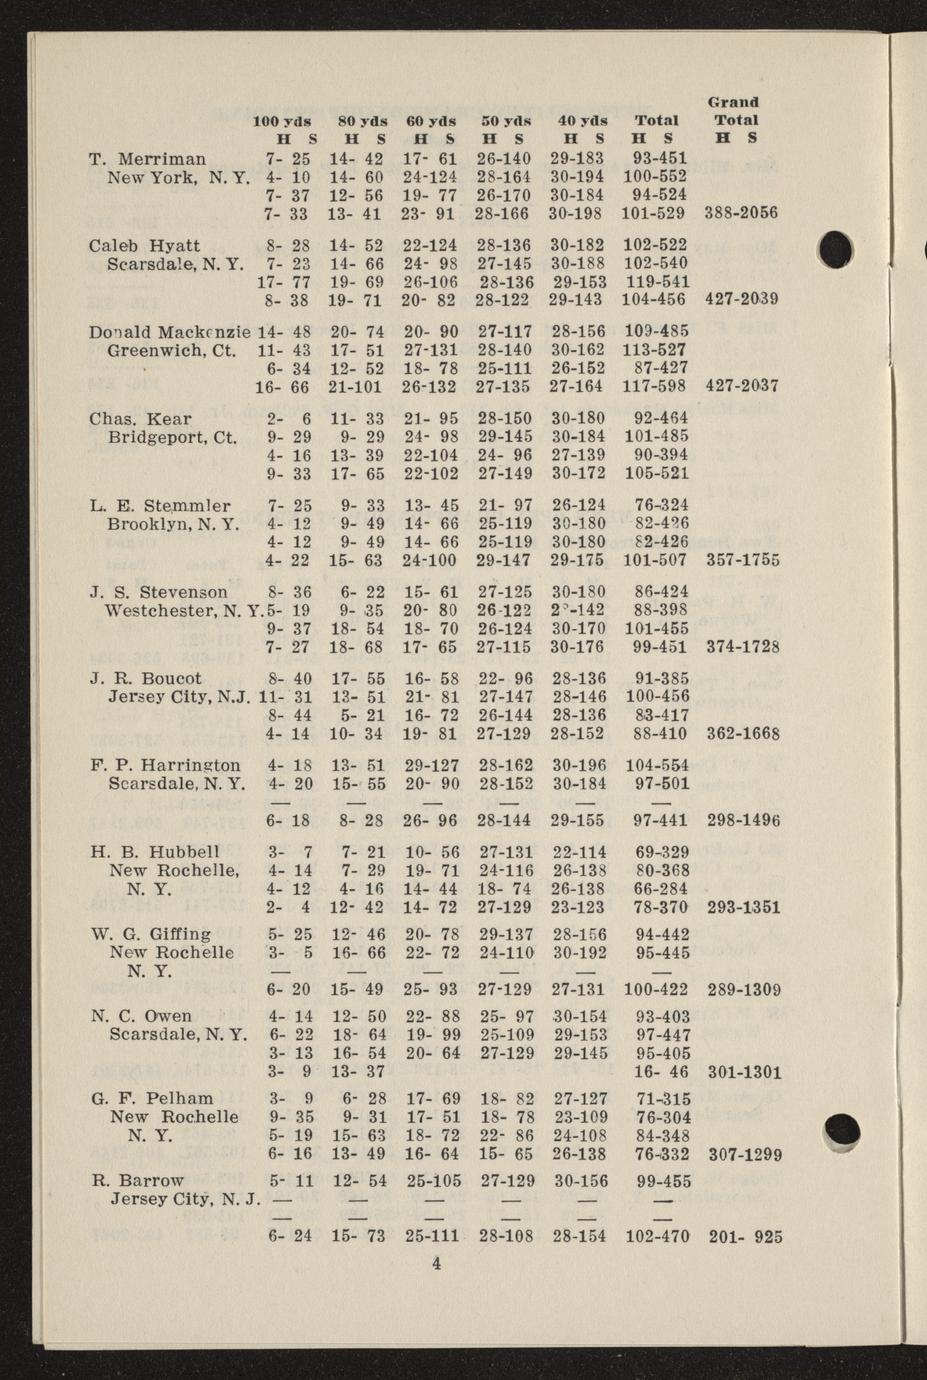 Grand
100 yds 80 yds 60 yds 50 yds 40 yds Total Total
H S H S H S H S H S H S H S
T. Merriman 7- 25 14- 42 17- 61 26-140 29-183 93-451
New York, N. Y. 4- 10 14- 60 24-124 28-164 30-194 100-552
7- 37 12- 56 19- 77 26-170 30-184 94-524
7- 33 13- 41 23- 91 28-166 30-198 101-529 388-2056
Caleb Hyatt 8- 28 14- 52 22-124 28-136 30-182 102-522
Scarsdale, N. Y. 7- 23 14- 66 24- 98 27-145 30-188 102-540
17- 77 19- 69 26-106 28-136 29-153 119-541
8- 38 19- 71 20- 82 28-122 29-143 104-456 427-2039
Donald Mackenzie 14- 48 20- 74 20- 90 27-117 28-156 109-485
Greenwich, Ct. 11- 43 17- 51 27-131 28-140 30-162 113-527
6- 34 12- 52 18- 78 25-111 26-152 87-427
16- 66 21-101 26-132 27-135 27-164 117-598 427-2037
Chas. Kear 2- 6 11- 33 21- 95 28-150 30-180 92-464
Bridgeport, Ct. 9- 29 9- 29 24- 98 29-145 30-184 101-485
4- 16 13- 39 22-104 24- 96 27-139 90-394
9- 33 17- 65 22-102 27-149 30-172 105-521
L. E. Stemmler 7- 25 9- 33 13- 45 21- 97 26-124 76-324
Brooklyn, N. Y. 4- 12 9- 49 14- 66 25-119 30-180 82-426
4- 12 9- 49 14- 66 25-119 30-180 82-426
4- 22 15- 63 24-100 29-147 29-175 101-507 357-1755
J. S. Stevenson 8- 36 6- 22 15- 61 27-125 30-180 86-424
Westchester, N. Y. 5- 19 9- 35 20- 80 26-122 -142 88-398
9- 37 18- 54 18- 70 26-124 30-170 101-455
7- 27 18- 68 17- 65 27-115 30-176 99-451 374-1728
J. R. Boucot 8- 40 17- 55 16- 58 22- 96 28-136 91-385
Jersey City, N.J. 11- 31 13- 51 21- 81 27-147 28-146 100-456
8- 44 5- 21 16- 72 26-144 28-136 83-417
4- 14 10- 34 19- 81 27-129 28-152 88-410 362-1668
F. P. Harrington 4- 18 13- 51 29-127 28-162 30-196 104-554
Scarsdale, N. Y. 4- 20 15- 55 20- 90 28-152 30-184 97-501
— — — — — —
6- 18 8- 28 26- 96 28-144 29-155 97-441 298-1496
H. B. Hubbell 3- 7 7- 21 10- 56 27-131 22-114 69-329
New Rochelle, 4- 14 7- 29 19- 71 24-116 26-138 80-368
N. Y. 4- 12 4- 16 14- 44 18- 74 26-138 66-284
2- 4 12- 42 14- 72 27-129 23-123 78-370 293-1351
W. G. Giffing 5- 25 12- 46 20- 78 29-137 28-156 94-442
New Rochelle 3- 5 16- 66 22- 72 24-110 30-192 95-445
N. Y. — — — — — —
6- 20 15- 49 25- 93 27-129 27-131 100-422 289-1309
N. C. Owen 4- 14 12- 50 22- 88 25- 97 30-154 93-403
Scarsdale, N. Y. 6- 22 18- 64 19- 99 25-109 29-153 97-447
3- 13 16- 54 20- 64 27-129 29-145 95-405
3- 9 13- 37 16- 46 301-1301
G. F. Pelham 3- 9 6- 28 17- 69 18- 82 27-127 71-315
New Rochelle 9- 35 9- 31 17- 51 18- 78 23-109 76-304
N. Y. 5- 19 15- 63 18- 72 22- 86 24-108 84-348
6- 16 13- 49 16- 64 15- 65 26-138 76-332 307-1299
R. Barrow 5- 11 12- 54 25-105 27-129 30-156 99-455
Jersey City, N. J. — — — — — —
— — — — — —
6- 24 15- 73 25-111 28-108 28-154 102-470 201- 925
4